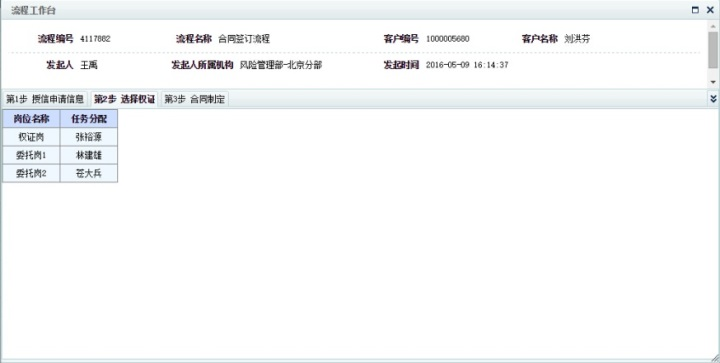 流程工作台
流程编号 4117882 流程名称 合同签订流程 客户编号 1000005680 客户名称 刘洪芬
发起人 王禹 发起人所属机构 风险管理部-北京分部 发起时间 2016-05-09 16:14:37
第1步 授信申请信息 第2步 选择权证 第3步 合同制定
岗位名称 任务分配
权证岗 张裕源
委托岗1 林建雄
委托岗2 苍大兵